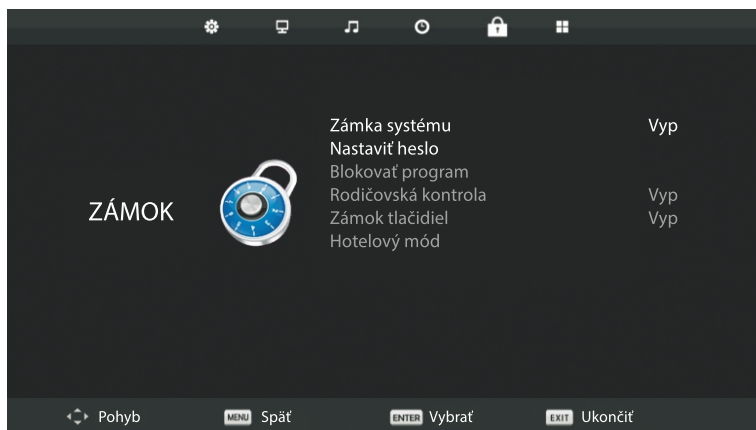 Zámka systému Vyp
Nastaviť heslo
Blokovať program
Rodičovská kontrola Vyp
ZÁMOK
Zámok tlačidiel Vyp
Hotelový mód
Pohyb MENU Späť ENTER Vybrať EXIT Ukončiť